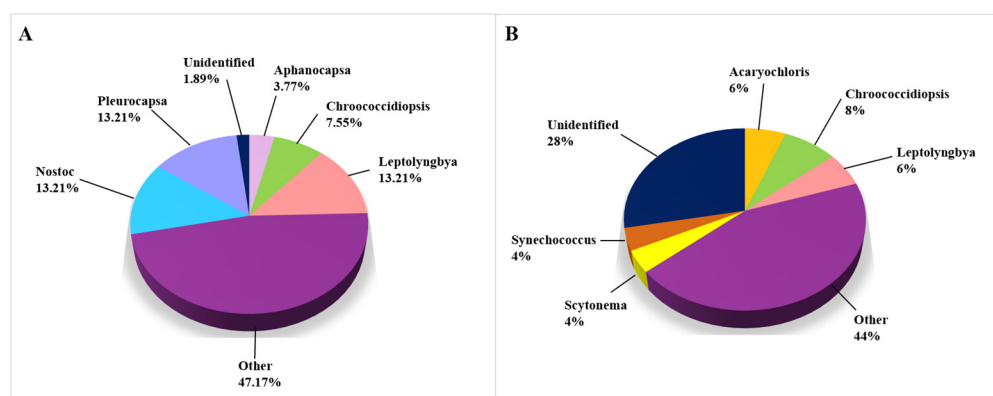 A
Unidentified
1.89%
Aphanocapsa
3.77%
Pleurocapsa
13.21%
Chroococcidiopsis
7.55%
Leptolyngbya
13.21%
Nostoc
13.21%
Other
47.17%
B
Acaryochloris
6%
Chroococcidiopsis
8%
Unidentified
28%
Leptolyngbya
6%
Synechococcus
4%
Scytonema
4%
Other
44%